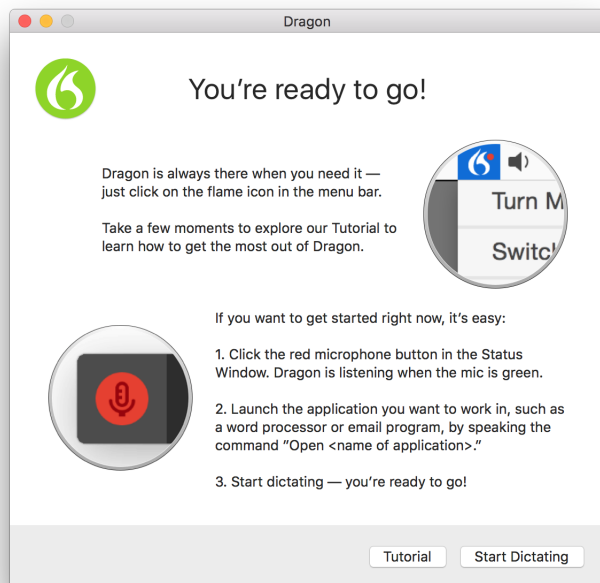 Dragon
You’re ready to go!
Dragon is always there when you need it —
just click on the flame icon in the menu bar.
Take a few moments to explore our Tutorial to
learn how to get the most out of Dragon.
Turn M
Switch
If you want to get started right now, it’s easy:
1. Click the red microphone button in the Status
Window. Dragon is listening when the mic is green.
2. Launch the application you want to work in, such as
a word processor or email program, by speaking the
command “Open <name of application>.”
3. Start dictating — you’re ready to go!
Tutorial
Start Dictating